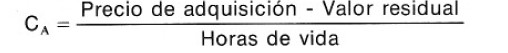 C_A = Precio de adquisición - Valor residual
Horas de vida